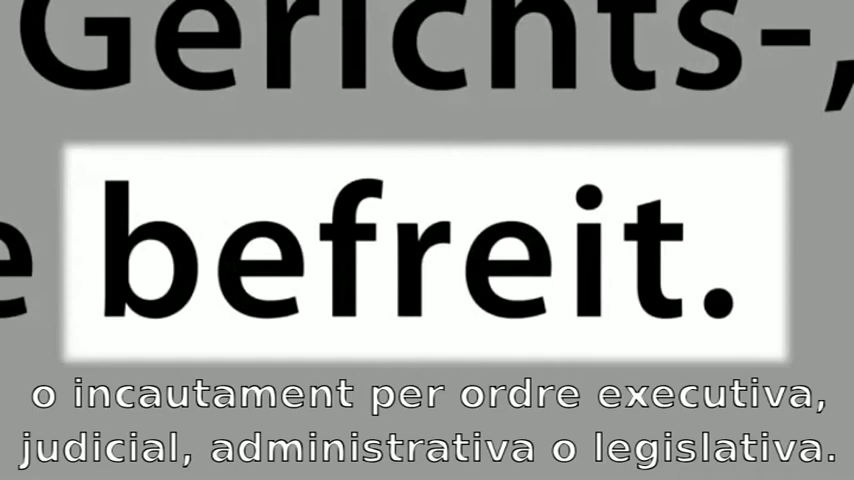 Gerichts-,
e befreit.
o incautament per ordre executiva,
judicial, administrativa o legislativa.